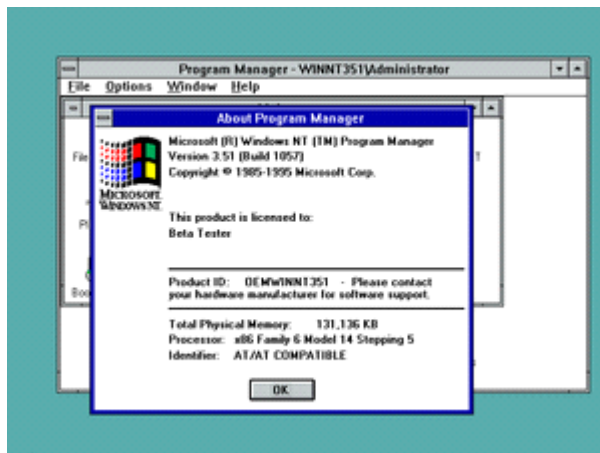 Program Manager - WINNT351\Administrator
File Options Window Help
About Program Manager
Microsoft (R) Windows NT (TM) Program Manager
Version 3.51 (Build 1057)
Copyright © 1985-1995 Microsoft Corp.
MICROSOFT.
WINDOWS NT.
This product is licensed to:
Beta Tester
Product ID: OEMWINNT351 - Please contact
your hardware manufacturer for software support.
Total Physical Memory: 131,136 KB
Processor: x86 Family 6 Model 14 Stepping 5
Identifier: AT/AT COMPATIBLE
OK